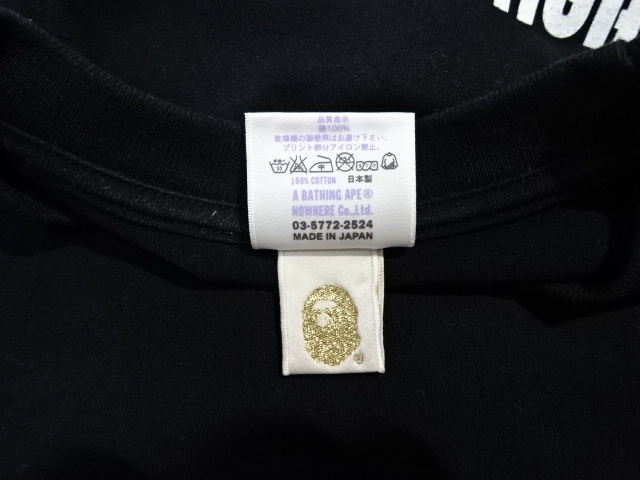 品質表示
綿100%
乾燥機の御使用はお避け下さい。
プリント部分アイロン禁止。
中
100% COTTON 日本製
A BATHING APE®
NOWHERE Co.,Ltd.
03-5772-2524
MADE IN JAPAN
®